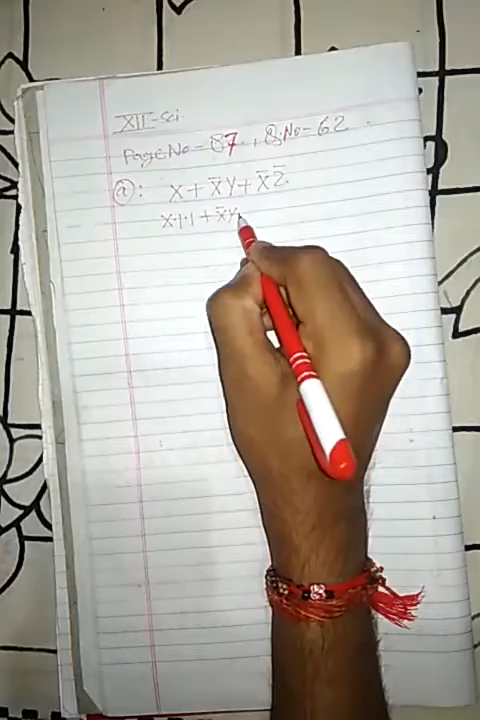 XII-Sci
Page No = 87, Q.No - 62
(a): X + X̅Y + X̅Z̅
X·1·1 + X̅Y